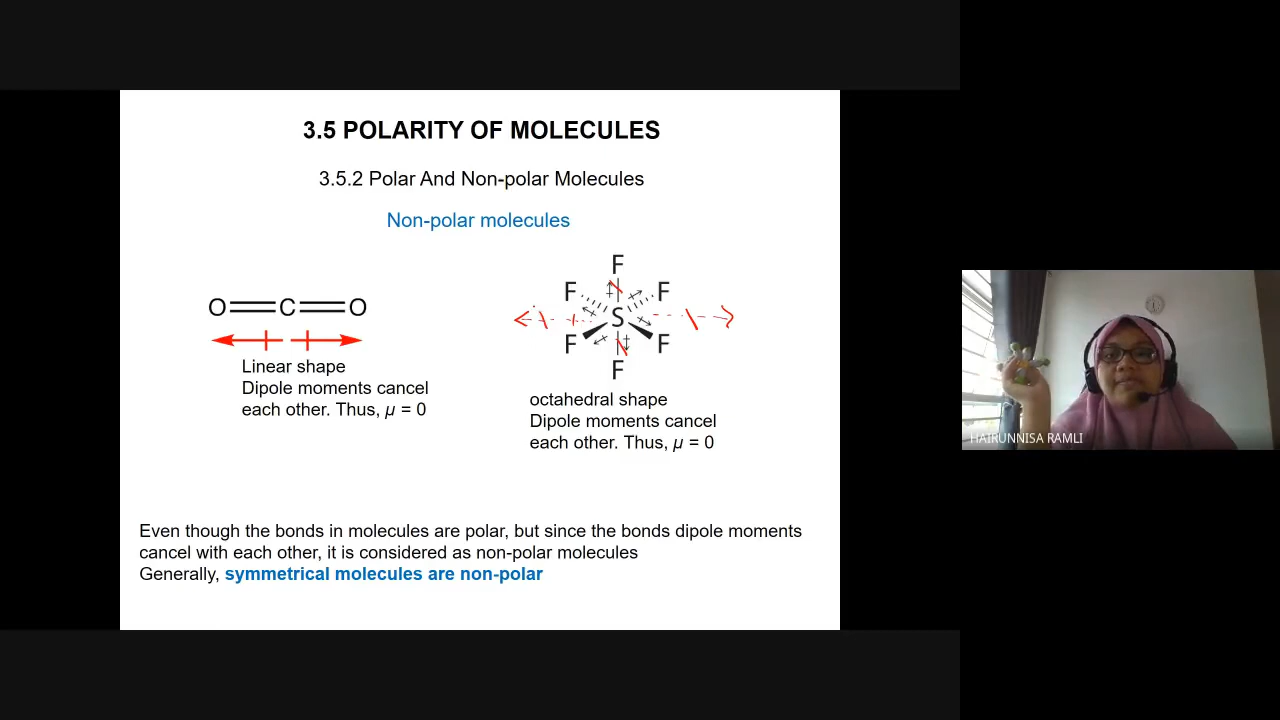 3.5 POLARITY OF MOLECULES
3.5.2 Polar And Non-polar Molecules
Non-polar molecules
O=C=O
Linear shape
Dipole moments cancel
each other. Thus, μ = 0
F
F F
S
F F
F
octahedral shape
Dipole moments cancel
each other. Thus, μ = 0
Even though the bonds in molecules are polar, but since the bonds dipole moments
cancel with each other, it is considered as non-polar molecules
Generally, symmetrical molecules are non-polar
HAIRUNNISA RAMLI